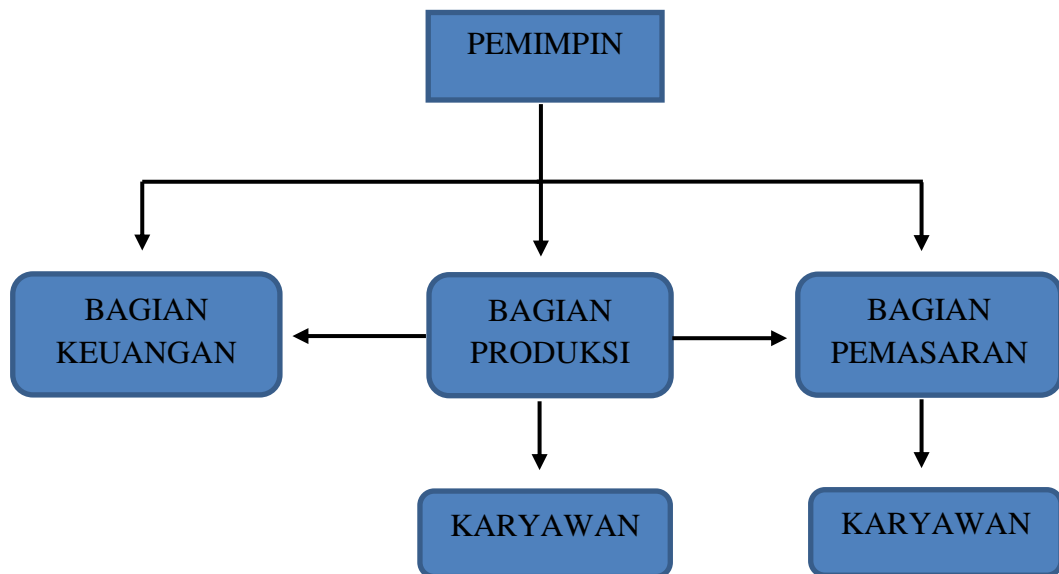 PEMIMPIN
BAGIAN
KEUANGAN
BAGIAN
PRODUKSI
BAGIAN
PEMASARAN
KARYAWAN
KARYAWAN